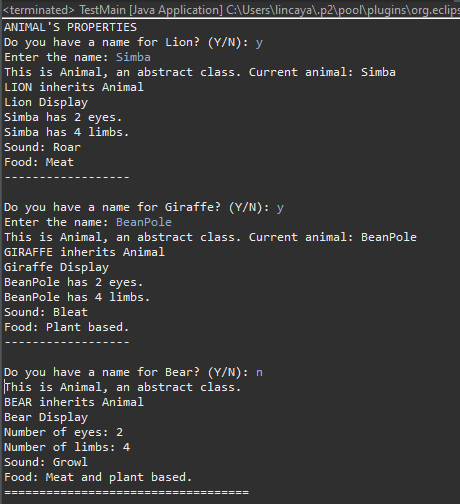 <terminated> TestMain [Java Application] C:\Users\lincaya\.p2\pool\plugins\org.eclips
ANIMAL'S PROPERTIES
Do you have a name for Lion? (Y/N): y
Enter the name: Simba
This is Animal, an abstract class. Current animal: Simba
LION inherits Animal
Lion Display
Simba has 2 eyes.
Simba has 4 limbs.
Sound: Roar
Food: Meat
------------------
Do you have a name for Giraffe? (Y/N): y
Enter the name: BeanPole
This is Animal, an abstract class. Current animal: BeanPole
GIRAFFE inherits Animal
Giraffe Display
BeanPole has 2 eyes.
BeanPole has 4 limbs.
Sound: Bleat
Food: Plant based.
------------------
Do you have a name for Bear? (Y/N): n
This is Animal, an abstract class.
BEAR inherits Animal
Bear Display
Number of eyes: 2
Number of limbs: 4
Sound: Growl
Food: Meat and plant based.
===================================